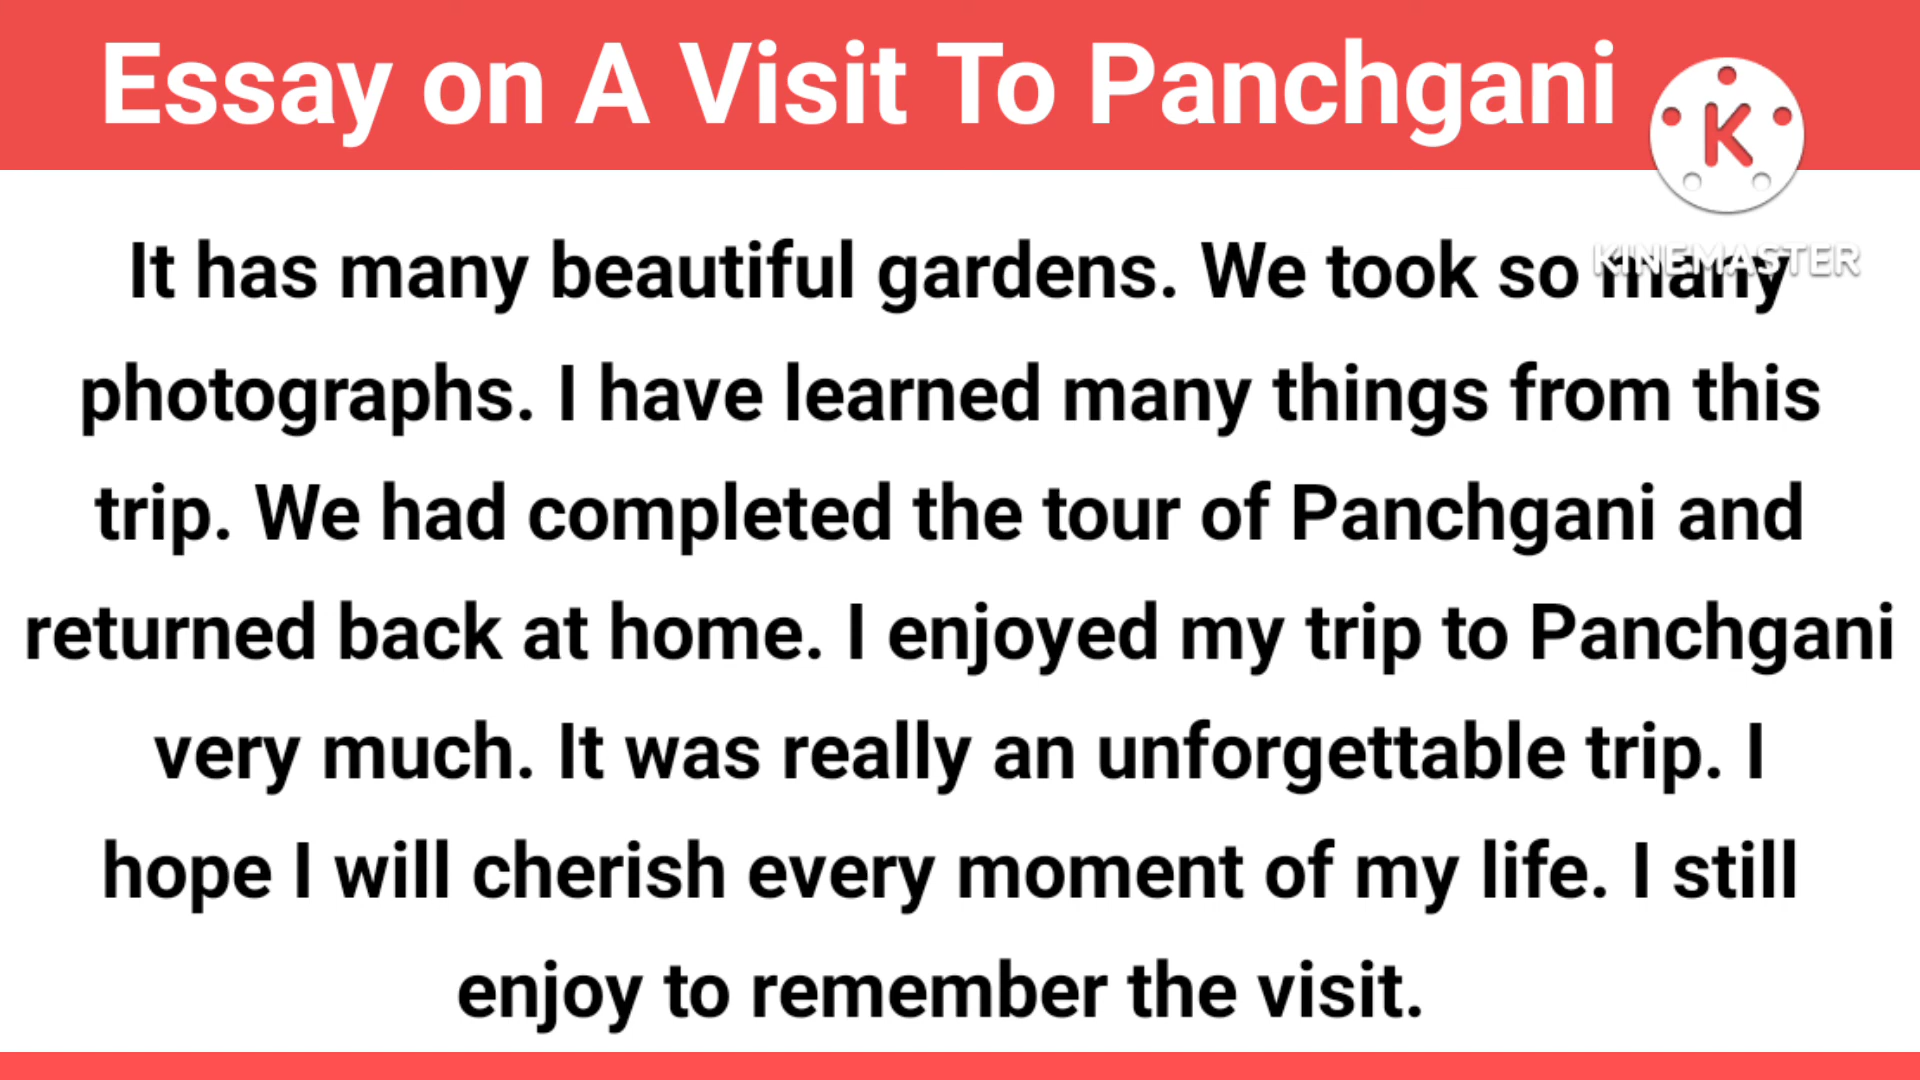 Essay on A Visit To Panchgani
K
KINEMASTER
It has many beautiful gardens. We took so many
photographs. I have learned many things from this
trip. We had completed the tour of Panchgani and
returned back at home. I enjoyed my trip to Panchgani
very much. It was really an unforgettable trip. I
hope I will cherish every moment of my life. I still
enjoy to remember the visit.